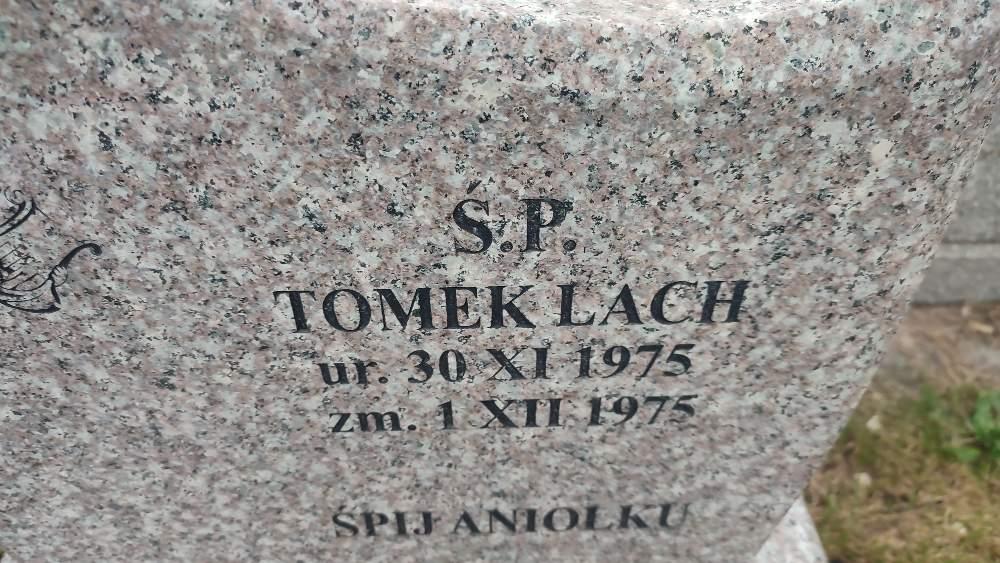 Ś.P.
TOMEK LACH
ur. 30 XI 1975
zm. 1 XII 1975
ŚPIJ ANIOŁKU